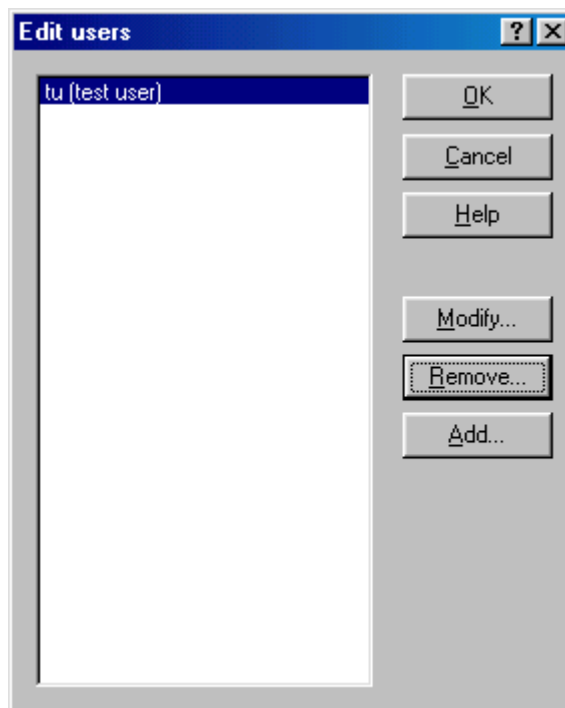 Edit users
tu (test user)
OK
Cancel
Help
Modify...
Remove...
Add...